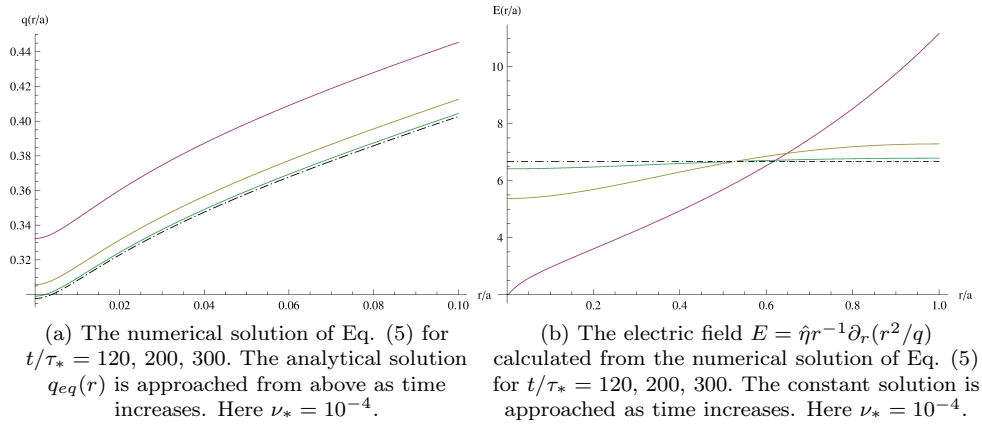 q(r/a)
0.44
0.42
0.40
0.38
0.36
0.34
0.32
0.02 0.04 0.06 0.08 0.10 r/a
E(r/a)
10
8
6
4
0.2 0.4 0.6 0.8 1.0 r/a
(a) The numerical solution of Eq. (5) for
t/τ* = 120, 200, 300. The analytical solution
q_eq(r) is approached from above as time
increases. Here ν* = 10⁻⁴.
(b) The electric field E = η̂r⁻¹∂ᵣ(r²/q)
calculated from the numerical solution of Eq. (5)
for t/τ* = 120, 200, 300. The constant solution is
approached as time increases. Here ν* = 10⁻⁴.